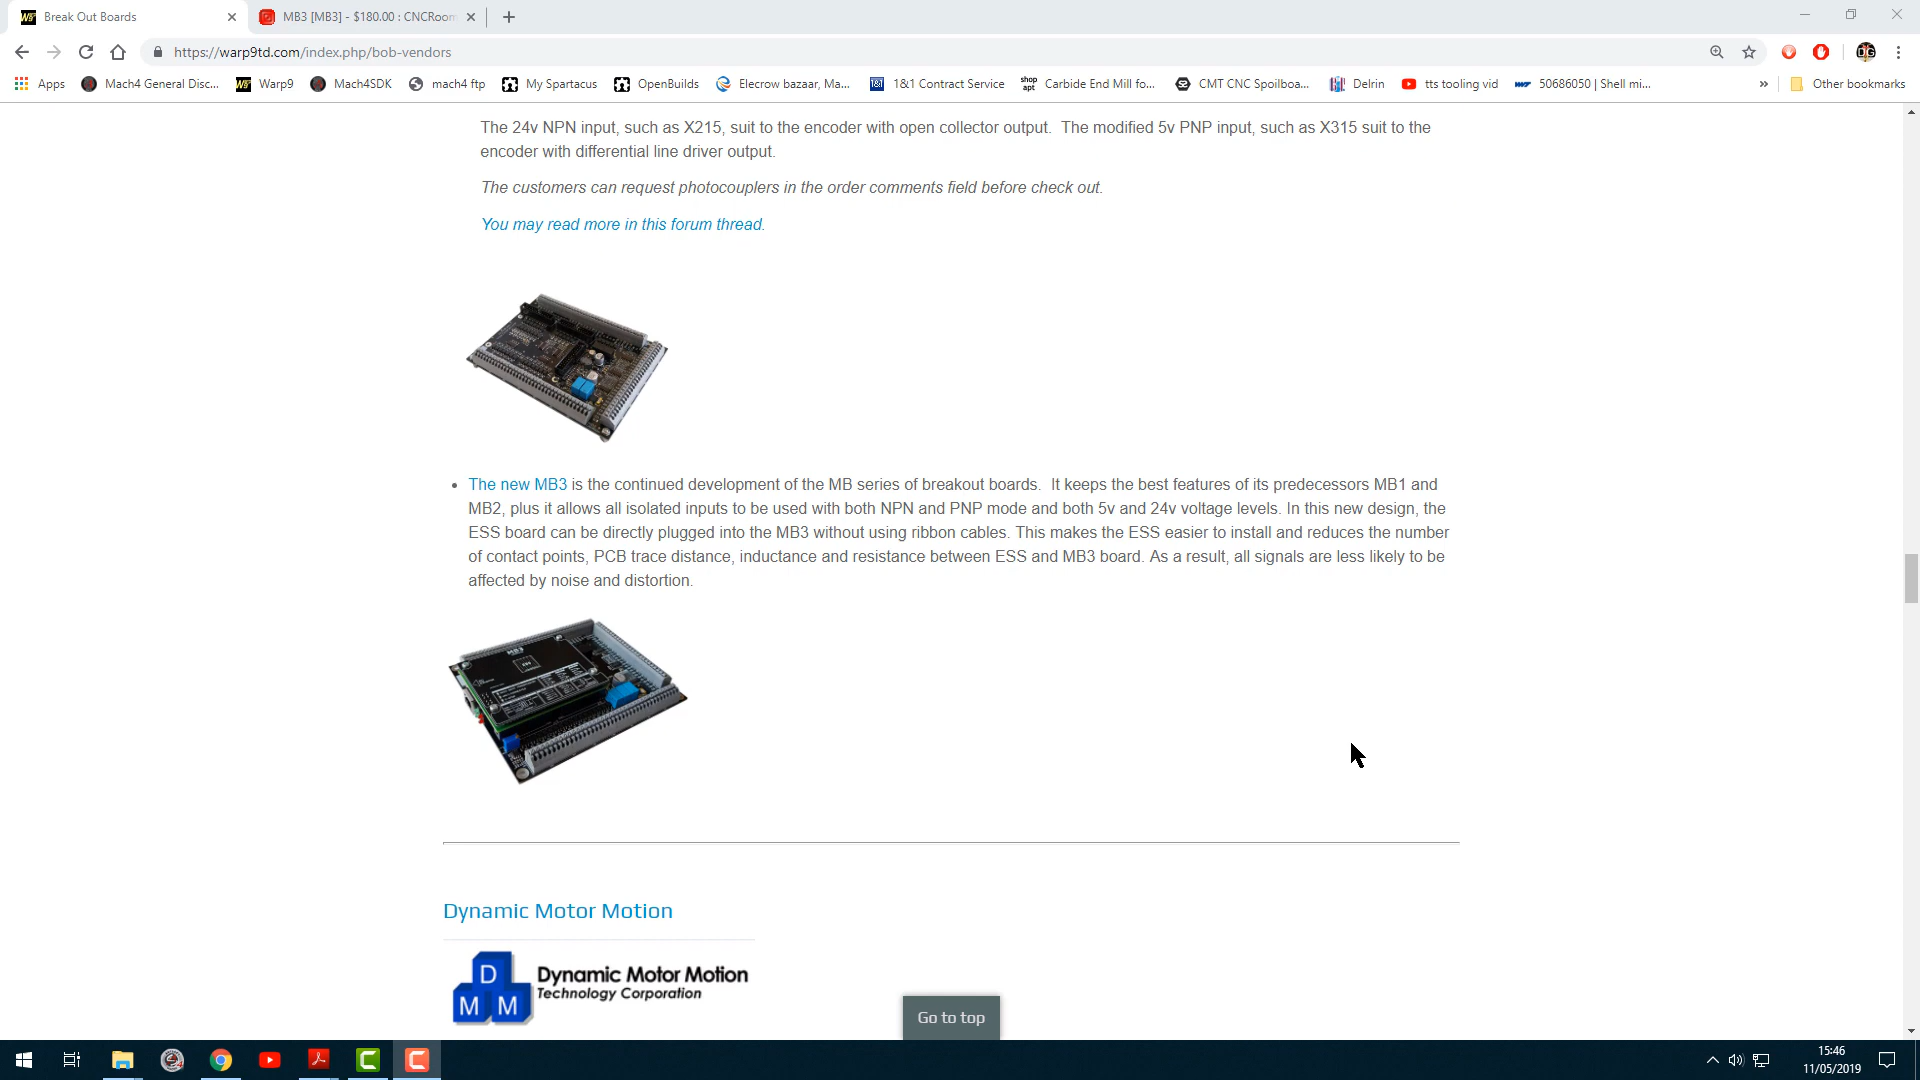 Break Out Boards
MB3 [MB3] - $180.00 : CNCRoom
https://warp9td.com/index.php/bob-vendors
Apps
Mach4 General Disc...
Warp9
Mach4SDK
mach4 ftp
My Spartacus
OpenBuilds
Elecrow bazaar, Ma...
1&1 Contract Service
shop apt
Carbide End Mill fo...
CMT CNC Spoilboa...
Delrin
tts tooling vid
50686050 | Shell mi...
»
Other bookmarks
The 24v NPN input, such as X215, suit to the encoder with open collector output.  The modified 5v PNP input, such as X315 suit to the
encoder with differential line driver output.
The customers can request photocouplers in the order comments field before check out.
You may read more in this forum thread.
• The new MB3 is the continued development of the MB series of breakout boards.  It keeps the best features of its predecessors MB1 and
MB2, plus it allows all isolated inputs to be used with both NPN and PNP mode and both 5v and 24v voltage levels. In this new design, the
ESS board can be directly plugged into the MB3 without using ribbon cables. This makes the ESS easier to install and reduces the number
of contact points, PCB trace distance, inductance and resistance between ESS and MB3 board. As a result, all signals are less likely to be
affected by noise and distortion.
MB3
Dynamic Motor Motion
D
M M
Dynamic Motor Motion
Technology Corporation
Go to top
15:46
11/05/2019